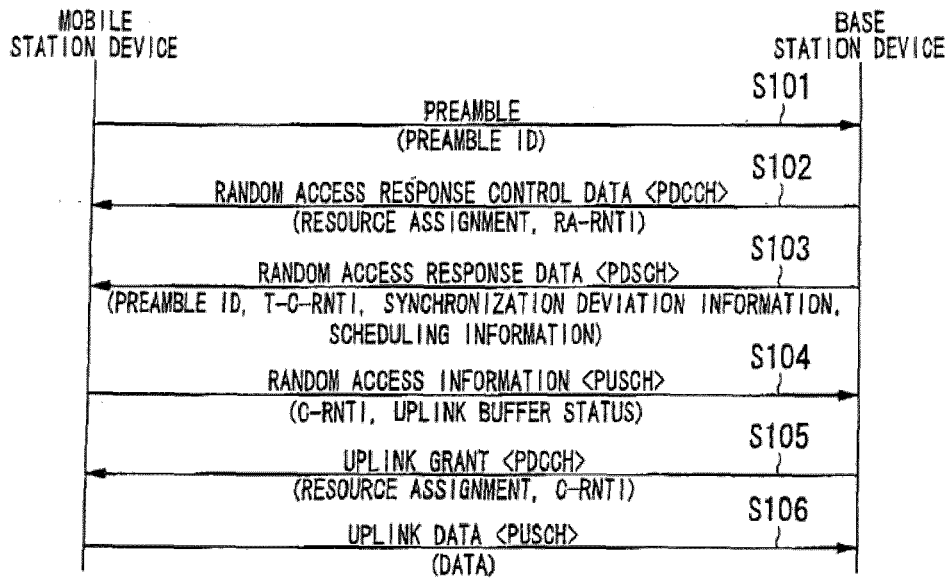 MOBILE
STATION DEVICE
BASE
STATION DEVICE
S101
PREAMBLE
(PREAMBLE ID)
S102
RANDOM ACCESS RESPONSE CONTROL DATA <PDCCH>
(RESOURCE ASSIGNMENT, RA-RNTI)
S103
RANDOM ACCESS RESPONSE DATA <PDSCH>
(PREAMBLE ID, T-C-RNTI, SYNCHRONIZATION DEVIATION INFORMATION,
SCHEDULING INFORMATION)
S104
RANDOM ACCESS INFORMATION <PUSCH>
(C-RNTI, UPLINK BUFFER STATUS)
S105
UPLINK GRANT <PDCCH>
(RESOURCE ASSIGNMENT, C-RNTI)
S106
UPLINK DATA <PUSCH>
(DATA)